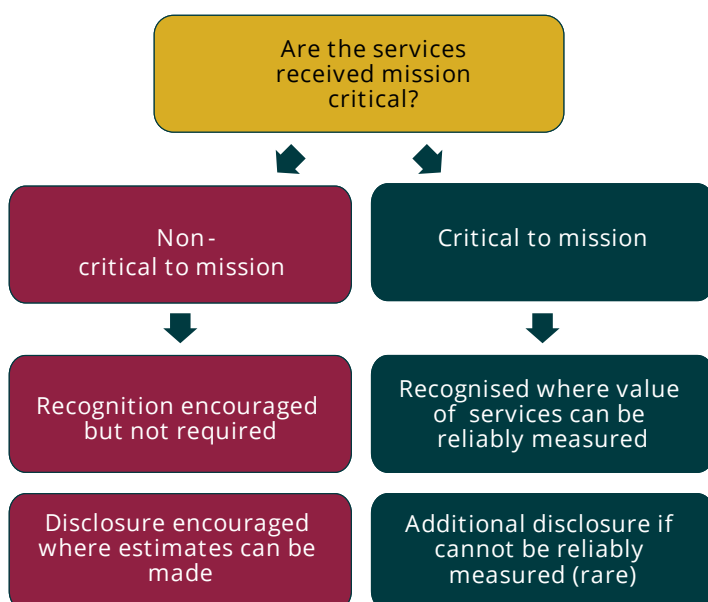 Are the services
received mission
critical?
Non-
critical to mission
Critical to mission
Recognition encouraged
but not required
Recognised where value
of services can be
reliably measured
Disclosure encouraged
where estimates can be
made
Additional disclosure if
cannot be reliably
measured (rare)